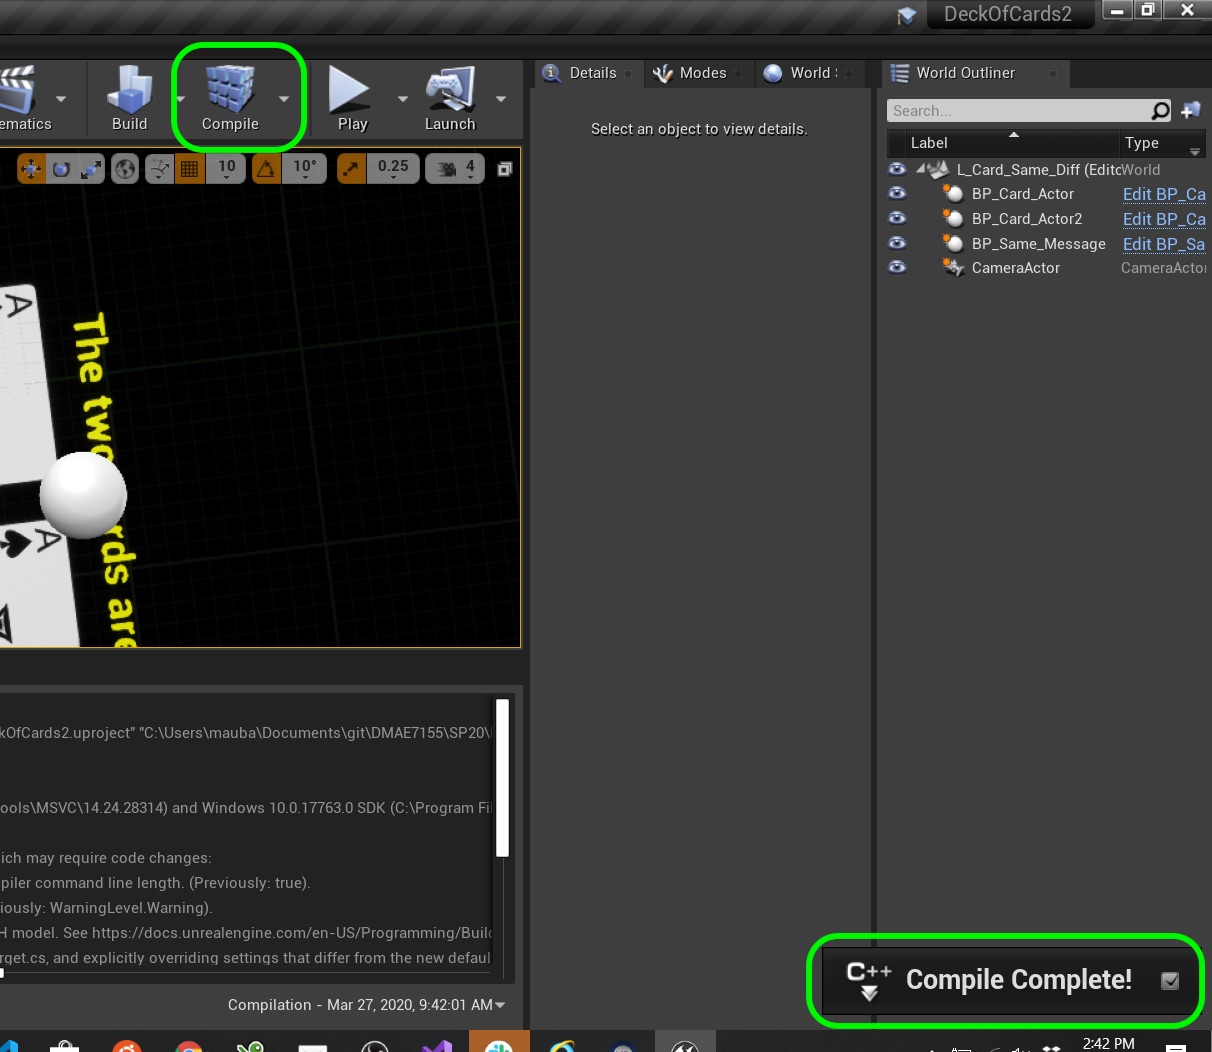 DeckOfCards2
ematics
Build
Compile
Play
Launch
Details
Modes
World
World Outliner
Search...
Select an object to view details.
Label
Type
10
10°
0.25
4
L_Card_Same_Diff (Edito
World
BP_Card_Actor
Edit BP_Ca
BP_Card_Actor2
Edit BP_Ca
BP_Same_Message
Edit BP_Sa
CameraActor
CameraActo
A
The two
rds are
A
kOfCards2.uproject" "C:\Users\mauba\Documents\git\DMAE7155\SP20\
ools\MSVC\14.24.28314) and Windows 10.0.17763.0 SDK (C:\Program Fil
ich may require code changes:
piler command line length. (Previously: true).
iously: WarningLevel.Warning).
H model. See https://docs.unrealengine.com/en-US/Programming/Build
rget.cs, and explicitly overriding settings that differ from the new defaul
Compilation - Mar 27, 2020, 9:42:01 AM
C++
Compile Complete!
2:42 PM